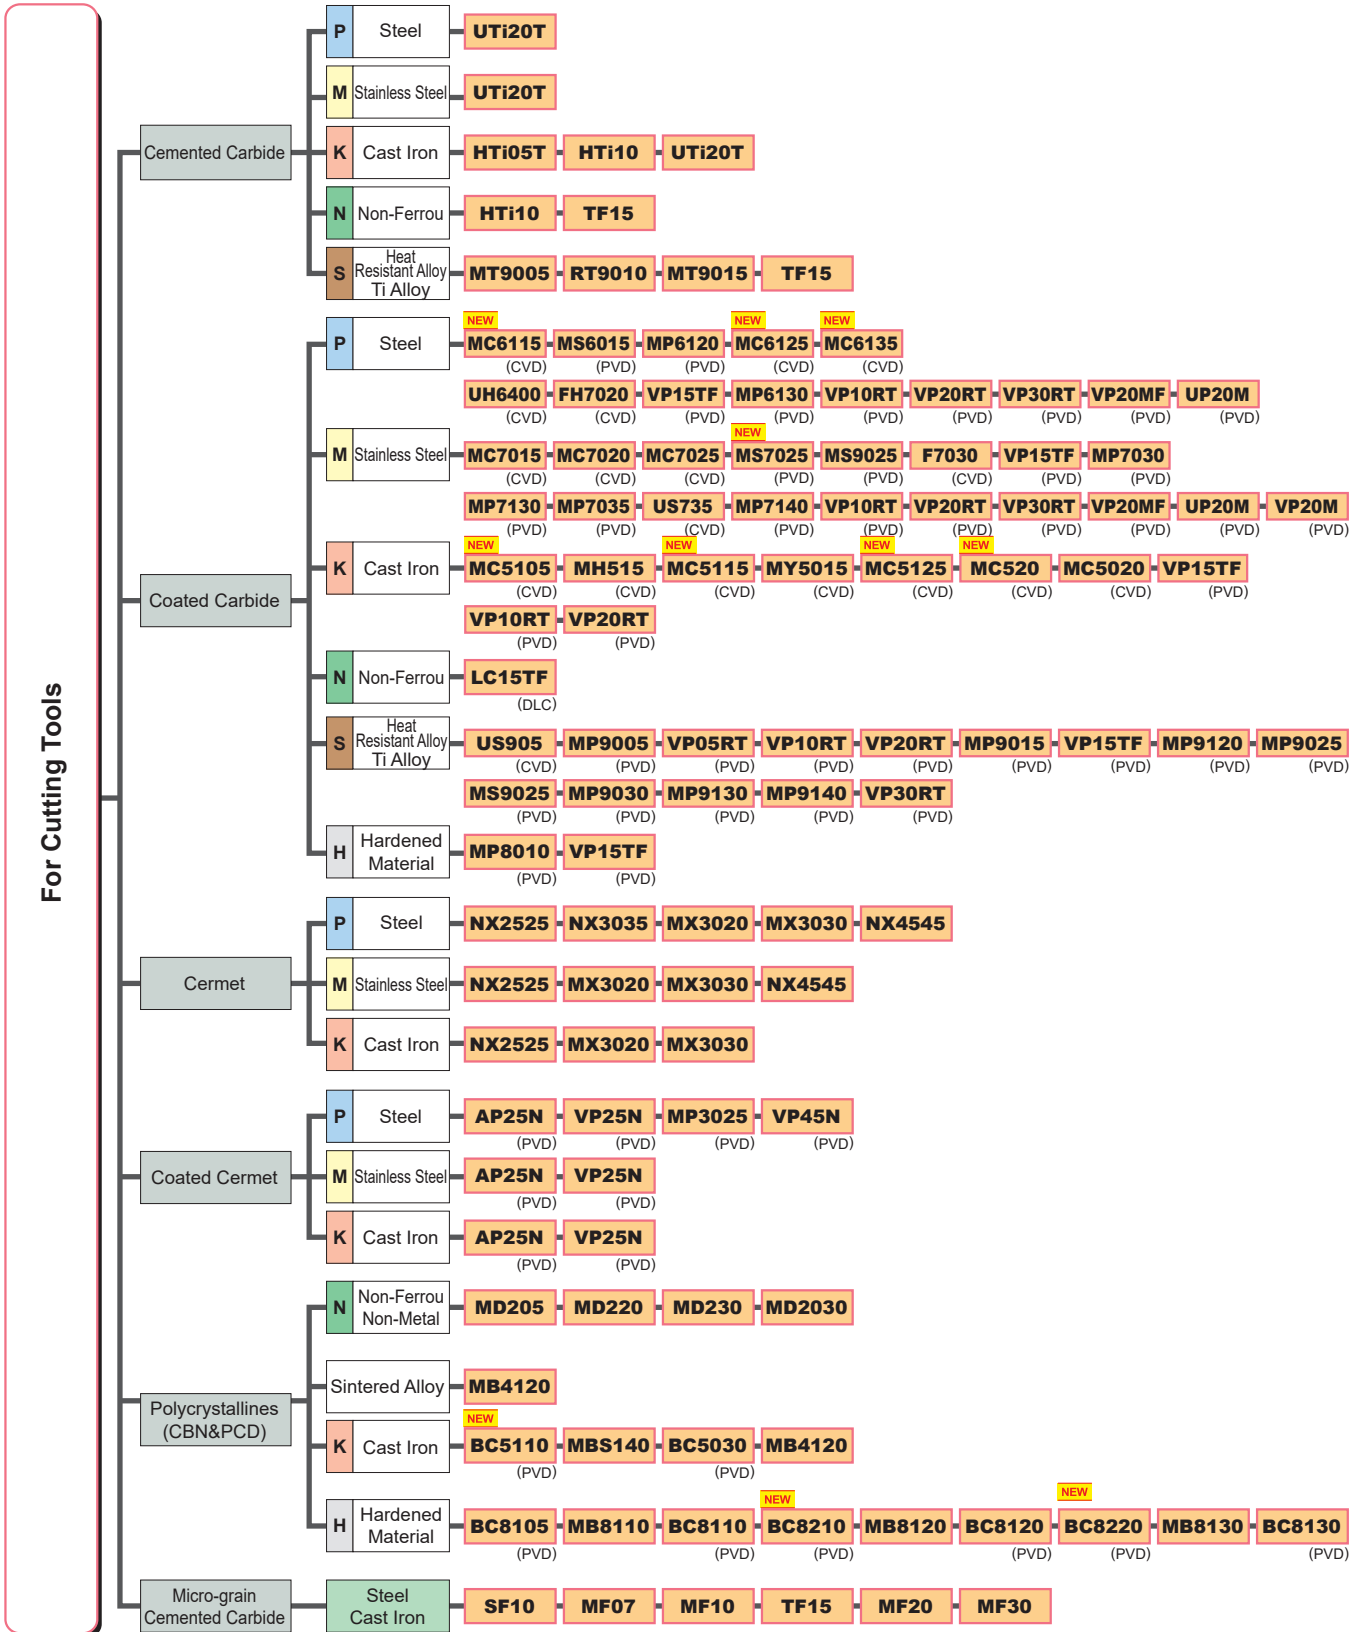 For Cutting Tools
Cemented Carbide
P Steel UTi20T
M Stainless Steel UTi20T
K Cast Iron HTi05T HTi10 UTi20T
N Non-Ferrou HTi10 TF15
S Heat
Resistant Alloy
Ti Alloy
MT9005 RT9010 MT9015 TF15
Coated Carbide
NEW NEW NEW
P Steel MC6115 MS6015 MP6120 MC6125 MC6135
(CVD) (PVD) (PVD) (CVD) (CVD)
UH6400 FH7020 VP15TF MP6130 VP10RT VP20RT VP30RT VP20MF UP20M
(CVD) (CVD) (PVD) (PVD) (PVD) (PVD) (PVD) (PVD) (PVD)
NEW
M Stainless Steel MC7015 MC7020 MC7025 MS7025 MS9025 F7030 VP15TF MP7030
(CVD) (CVD) (CVD) (PVD) (PVD) (CVD) (PVD) (PVD)
MP7130 MP7035 US735 MP7140 VP10RT VP20RT VP30RT VP20MF UP20M VP20M
(PVD) (PVD) (CVD) (PVD) (PVD) (PVD) (PVD) (PVD) (PVD) (PVD)
NEW NEW NEW NEW
K Cast Iron MC5105 MH515 MC5115 MY5015 MC5125 MC520 MC5020 VP15TF
(CVD) (CVD) (CVD) (CVD) (CVD) (CVD) (CVD) (PVD)
VP10RT VP20RT
(PVD) (PVD)
N Non-Ferrou LC15TF
(DLC)
S Heat
Resistant Alloy
Ti Alloy
US905 MP9005 VP05RT VP10RT VP20RT MP9015 VP15TF MP9120 MP9025
(CVD) (PVD) (PVD) (PVD) (PVD) (PVD) (PVD) (PVD) (PVD)
MS9025 MP9030 MP9130 MP9140 VP30RT
(PVD) (PVD) (PVD) (PVD) (PVD)
H Hardened
Material
MP8010 VP15TF
(PVD) (PVD)
Cermet
P Steel NX2525 NX3035 MX3020 MX3030 NX4545
M Stainless Steel NX2525 MX3020 MX3030 NX4545
K Cast Iron NX2525 MX3020 MX3030
Coated Cermet
P Steel AP25N VP25N MP3025 VP45N
(PVD) (PVD) (PVD) (PVD)
M Stainless Steel AP25N VP25N
(PVD) (PVD)
K Cast Iron AP25N VP25N
(PVD) (PVD)
Polycrystallines
(CBN&PCD)
N Non-Ferrou
Non-Metal
MD205 MD220 MD230 MD2030
Sintered Alloy MB4120
NEW
K Cast Iron BC5110 MBS140 BC5030 MB4120
(PVD) (PVD)
NEW NEW
H Hardened
Material
BC8105 MB8110 BC8110 BC8210 MB8120 BC8120 BC8220 MB8130 BC8130
(PVD) (PVD) (PVD) (PVD) (PVD) (PVD)
Micro-grain
Cemented Carbide
Steel
Cast Iron
SF10 MF07 MF10 TF15 MF20 MF30